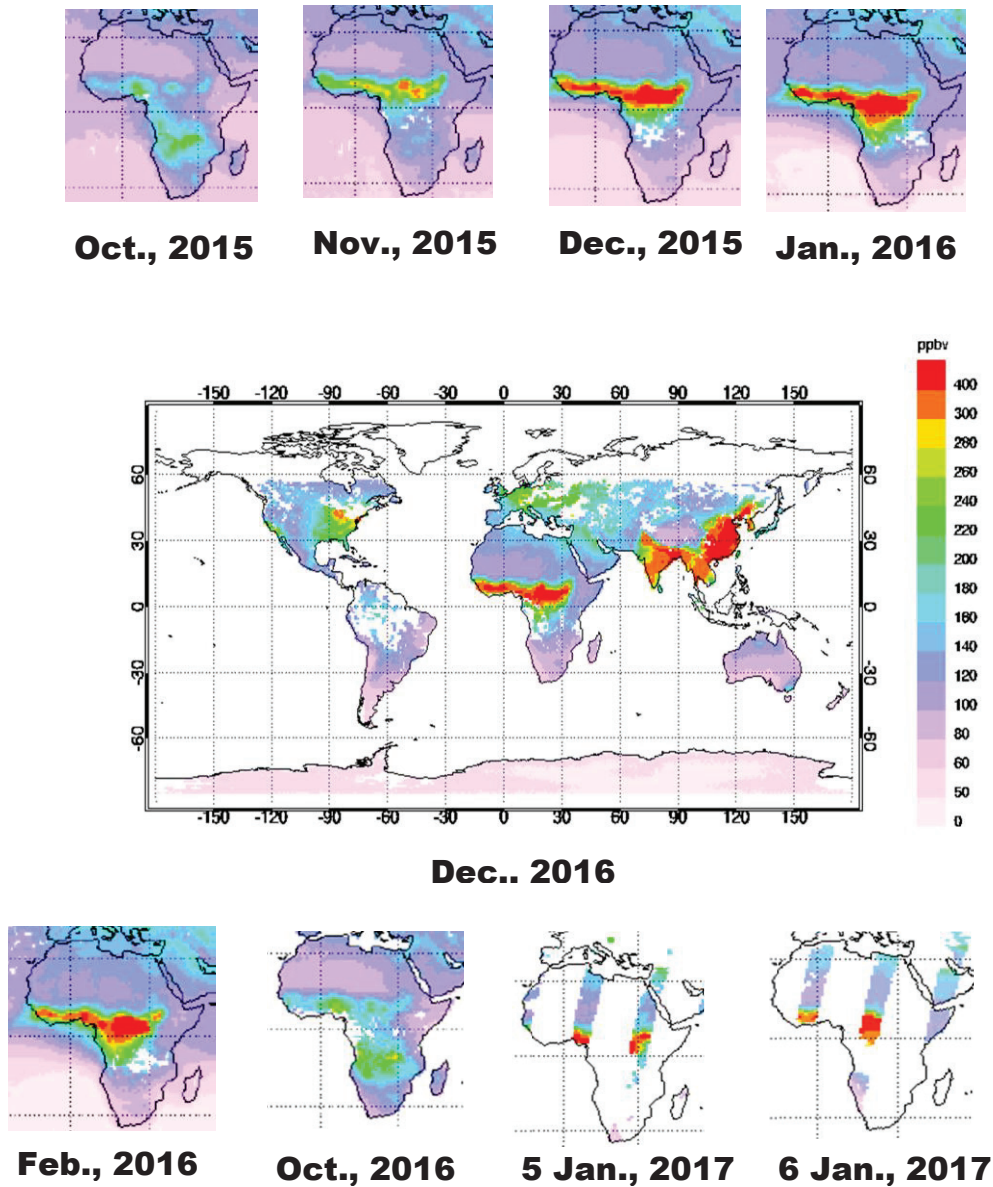 Oct., 2015
Nov., 2015
Dec., 2015
Jan., 2016
ppbv
-150 -120 -90 -60 -30 0 30 60 90 120 150
60 60
30 30
0 0
-30 -30
-60 -60
-150 -120 -90 -60 -30 0 30 60 90 120 150
400
300
280
260
240
220
200
180
160
140
120
100
80
60
50
0
Dec.. 2016
Feb., 2016
Oct., 2016
5 Jan., 2017
6 Jan., 2017